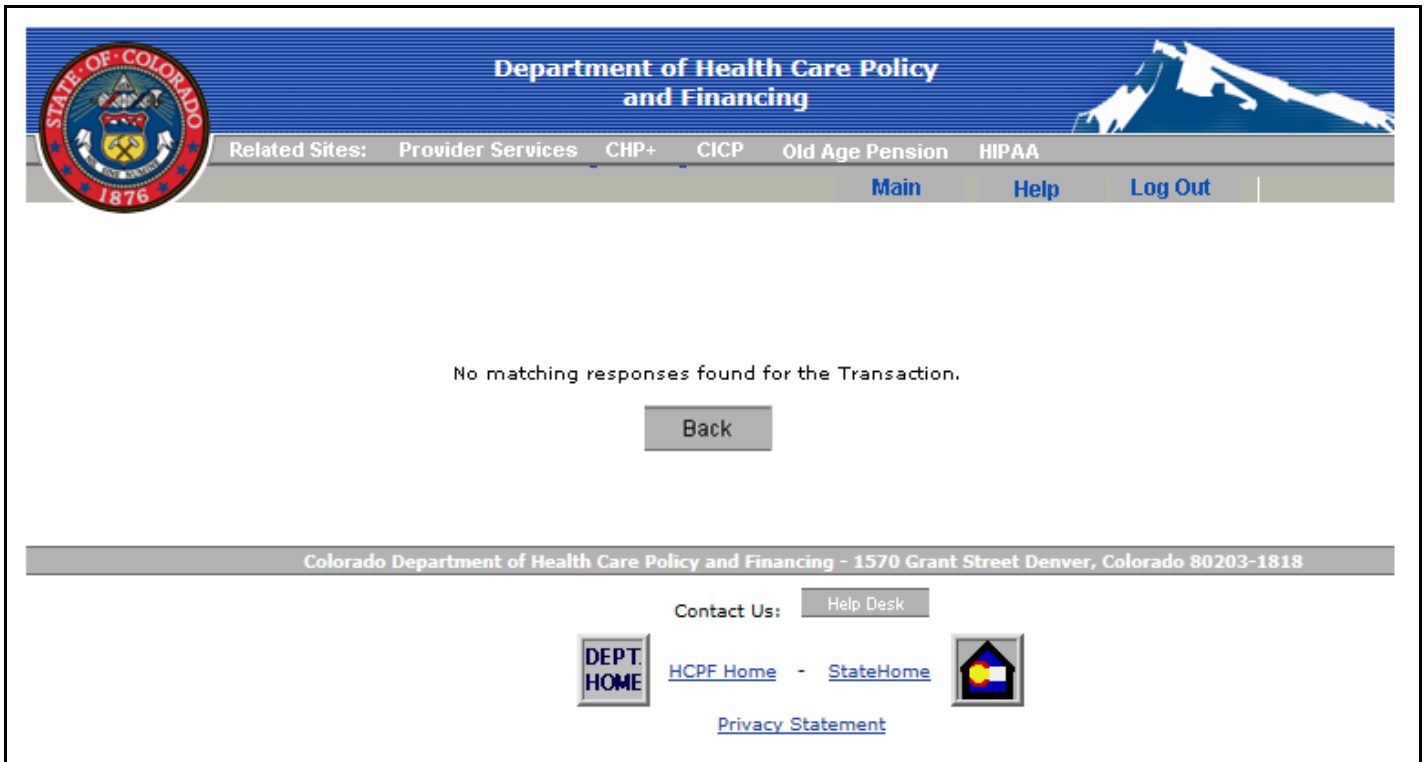 STATE·OF·COLORADO
1876
Department of Health Care Policy
and Financing
Related Sites: Provider Services CHP+ CICP Old Age Pension HIPAA
Main Help Log Out
No matching responses found for the Transaction.
Back
Colorado Department of Health Care Policy and Financing - 1570 Grant Street Denver, Colorado 80203-1818
Contact Us: Help Desk
DEPT.
HOME
HCPF Home - StateHome
Privacy Statement